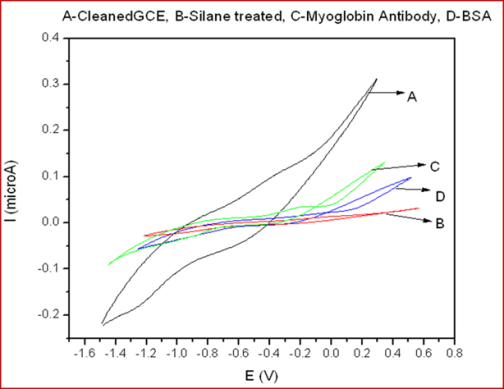 A-CleanedGCE, B-Silane treated, C-Myoglobin Antibody, D-BSA
0.4
0.3
0.2
0.1
0.0
-0.1
-0.2
I (microA)
A
C
D
B
-1.6 -1.4 -1.2 -1.0 -0.8 -0.6 -0.4 -0.2 0.0 0.2 0.4 0.6 0.8
E (V)